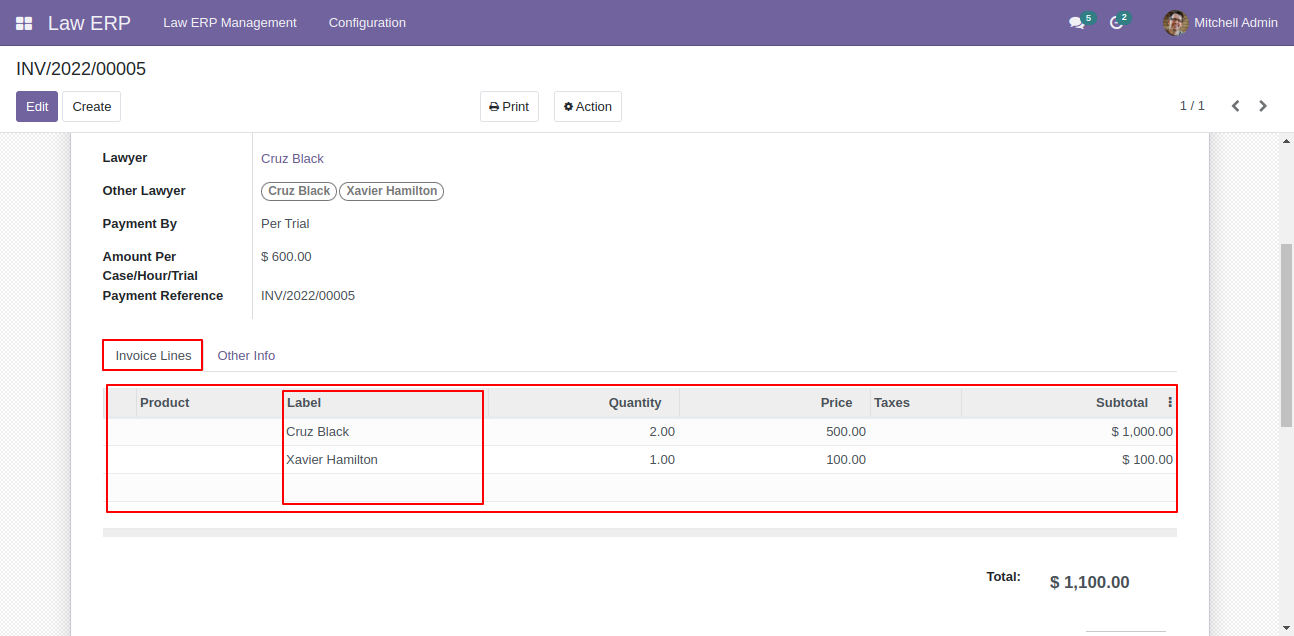 Law ERP Law ERP Management Configuration 5 2 Mitchell Admin
INV/2022/00005
Edit Create Print Action 1 / 1
Lawyer Cruz Black
Other Lawyer Cruz Black Xavier Hamilton
Payment By Per Trial
Amount Per $ 600.00
Case/Hour/Trial
Payment Reference INV/2022/00005
Invoice Lines Other Info
Product Label Quantity Price Taxes Subtotal
Cruz Black 2.00 500.00 $ 1,000.00
Xavier Hamilton 1.00 100.00 $ 100.00
Total: $ 1,100.00